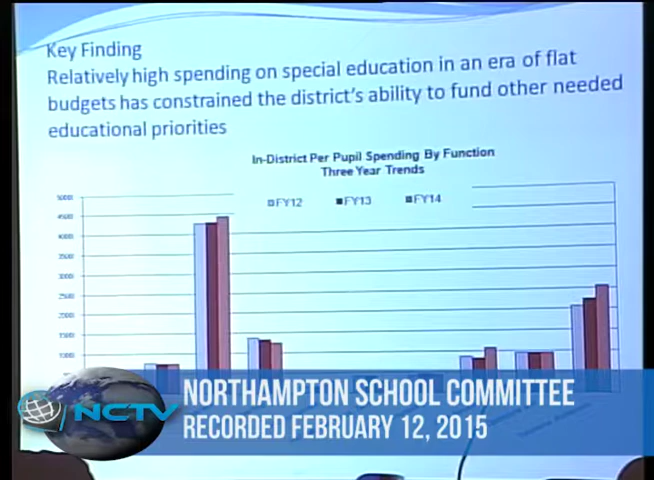 Key Finding
Relatively high spending on special education in an era of flat
budgets has constrained the district's ability to fund other needed
educational priorities
In-District Per Pupil Spending By Function
Three Year Trends
FY12 FY13 FY14
5000
4500
4000
3500
3000
2500
2000
1500
1000
NCTV
NORTHAMPTON SCHOOL COMMITTEE
RECORDED FEBRUARY 12, 2015